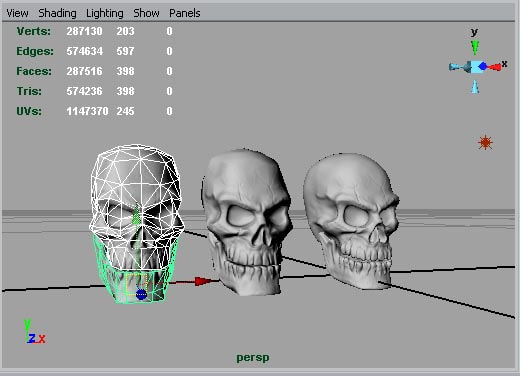 View Shading Lighting Show Panels
Verts: 287130 203 0
Edges: 574634 597 0
Faces: 287516 398 0
Tris: 574236 398 0
UVs: 1147370 245 0
y
x
y
z x
persp